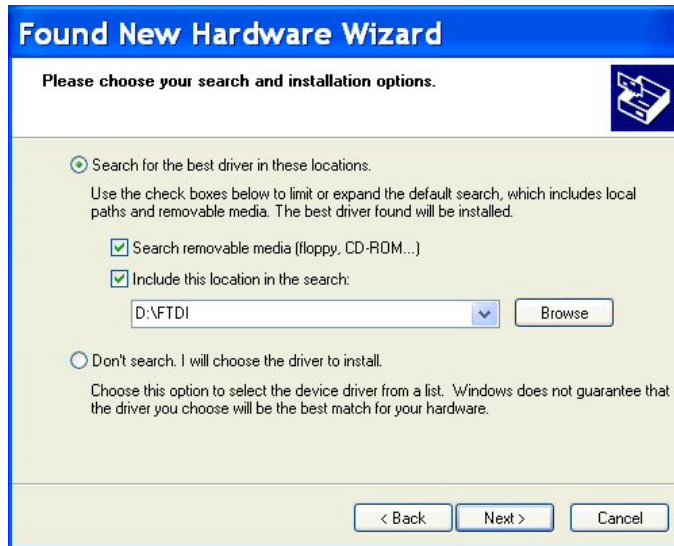 Found New Hardware Wizard
Please choose your search and installation options.
Search for the best driver in these locations.
Use the check boxes below to limit or expand the default search, which includes local
paths and removable media. The best driver found will be installed.
Search removable media (floppy, CD-ROM...)
Include this location in the search:
D:\FTDI
Browse
Don't search. I will choose the driver to install.
Choose this option to select the device driver from a list. Windows does not guarantee that
the driver you choose will be the best match for your hardware.
< Back Next > Cancel